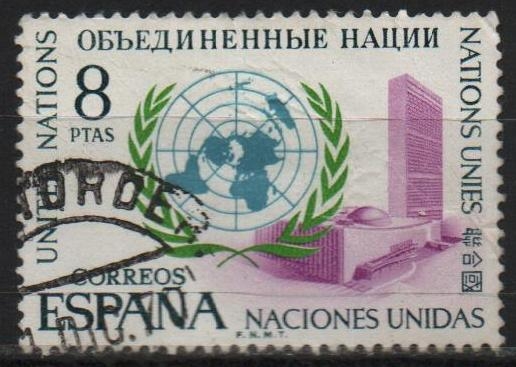 ОБЪЕДИНЕННЫЕ НАЦИИ
UNITED NATIONS
8
PTAS
NATIONS UNIES
聯合國
CORREOS
ESPAÑA
NACIONES UNIDAS
F.N.M.T.